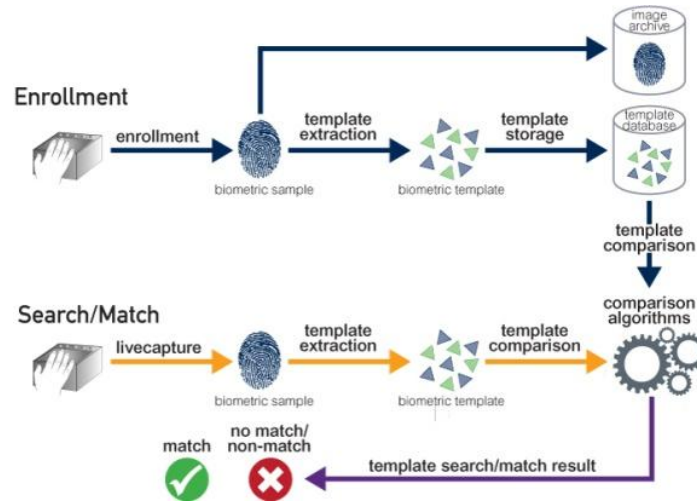 image
archive
Enrollment
enrollment
template
extraction
template
storage
template
database
biometric sample
biometric template
template
comparison
Search/Match
comparison
algorithms
livecapture
template
extraction
template
comparison
biometric sample
biometric template
match
no match/
non-match
template search/match result